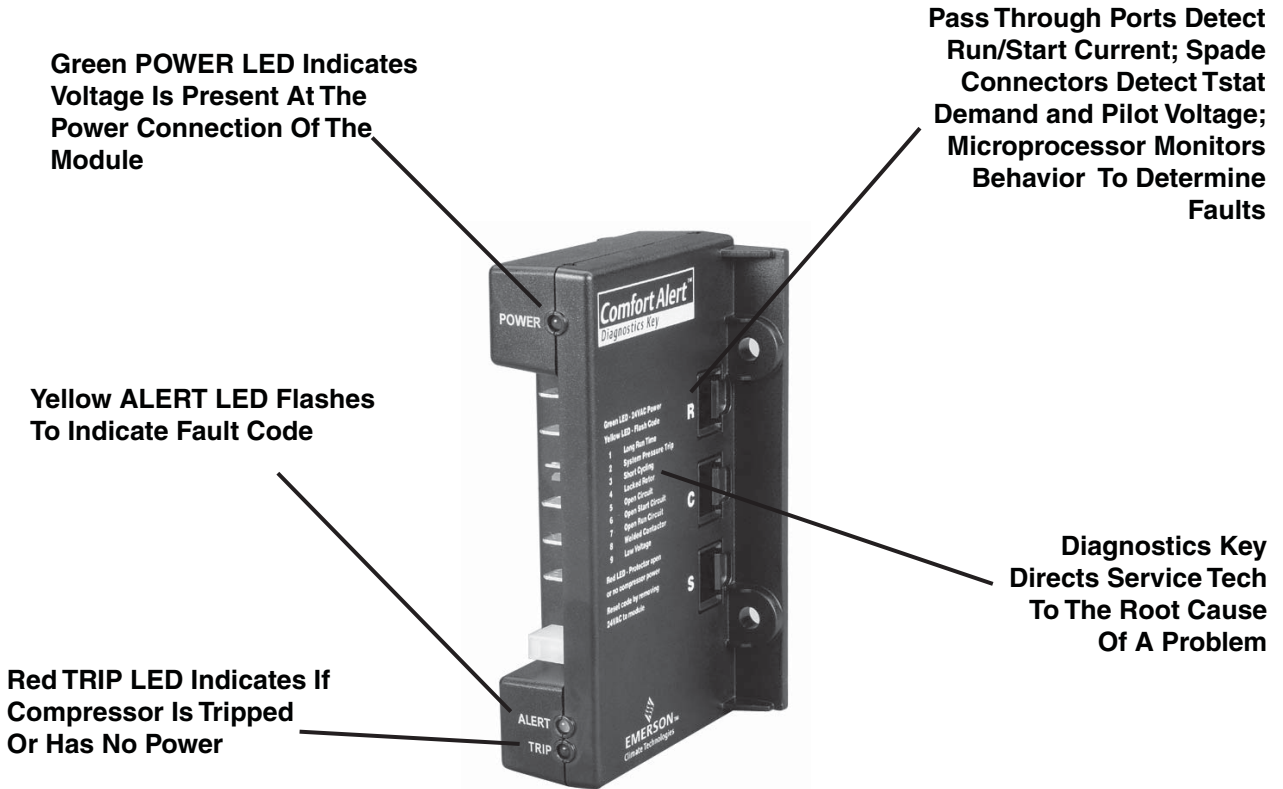 Green POWER LED Indicates
Voltage Is Present At The
Power Connection Of The
Module
Pass Through Ports Detect
Run/Start Current; Spade
Connectors Detect Tstat
Demand and Pilot Voltage;
Microprocessor Monitors
Behavior To Determine
Faults
POWER
Comfort Alert™
Diagnostics Key
Yellow ALERT LED Flashes
To Indicate Fault Code
Green LED - 24VAC Power
Yellow LED - Flash Code
1 Long Run Time
2 System Pressure Trip
3 Short Cycling
4 Locked Rotor
5 Open Circuit
6 Open Start Circuit
7 Open Run Circuit
8 Welded Contactor
9 Low Voltage
Red LED - Protector open
or no compressor power
Reset code by removing
24VAC to module
R
C
S
Diagnostics Key
Directs Service Tech
To The Root Cause
Of A Problem
Red TRIP LED Indicates If
Compressor Is Tripped
Or Has No Power
ALERT
TRIP
EMERSON™
Climate Technologies